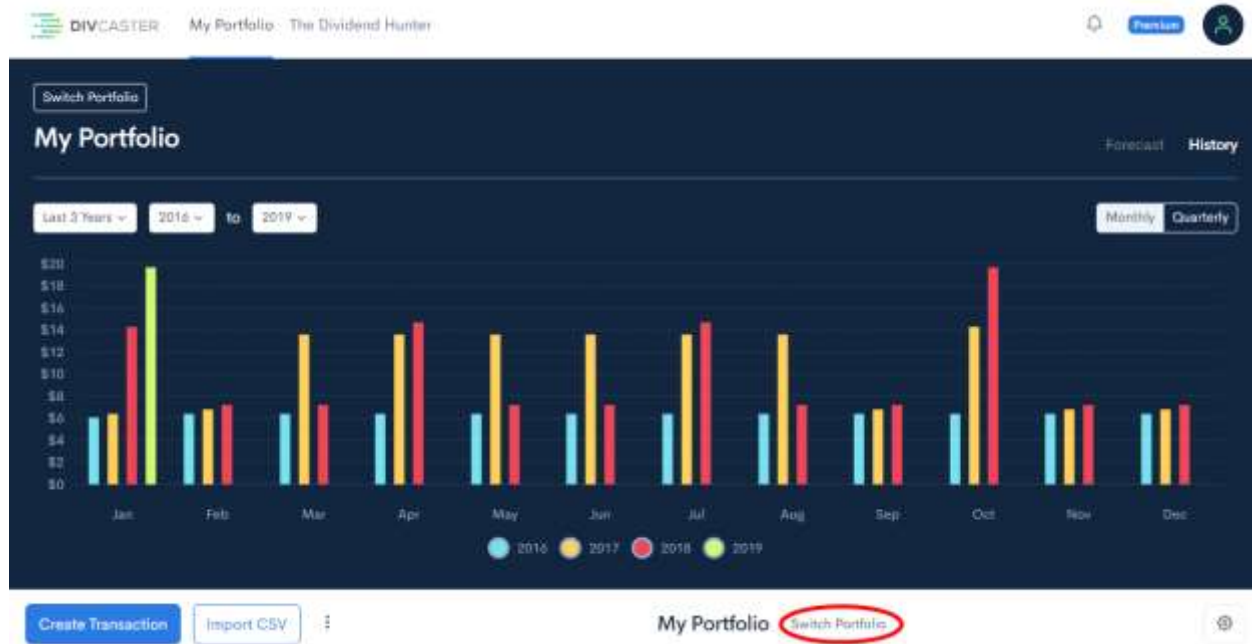 DIVCASTER My Portfolio The Dividend Hunter Premium
Switch Portfolio
My Portfolio
Forecast History
Last 3 Years 2016 to 2019 Monthly Quarterly
$20
$18
$16
$14
$12
$10
$8
$6
$4
$2
$0
Jan Feb Mar Apr May Jun Jul Aug Sep Oct Nov Dec
2016 2017 2018 2019
Create Transaction Import CSV My Portfolio Switch Portfolio